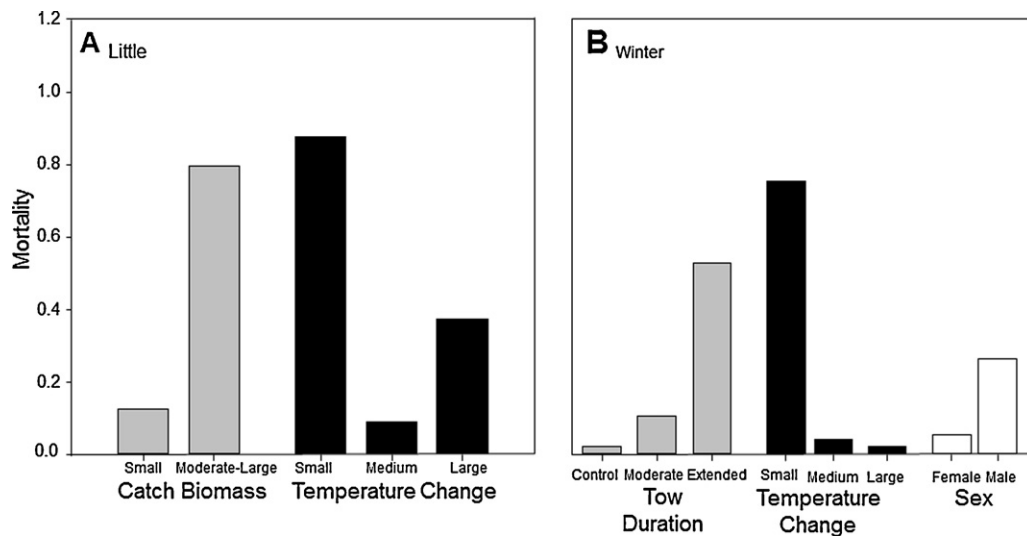 1.2
1.0
0.8
0.6
0.4
0.2
0.0
Mortality
A Little
Small Moderate-Large Small Medium Large
Catch Biomass Temperature Change
B Winter
Control Moderate Extended Small Medium Large Female Male
Tow Duration
Temperature Change
Sex